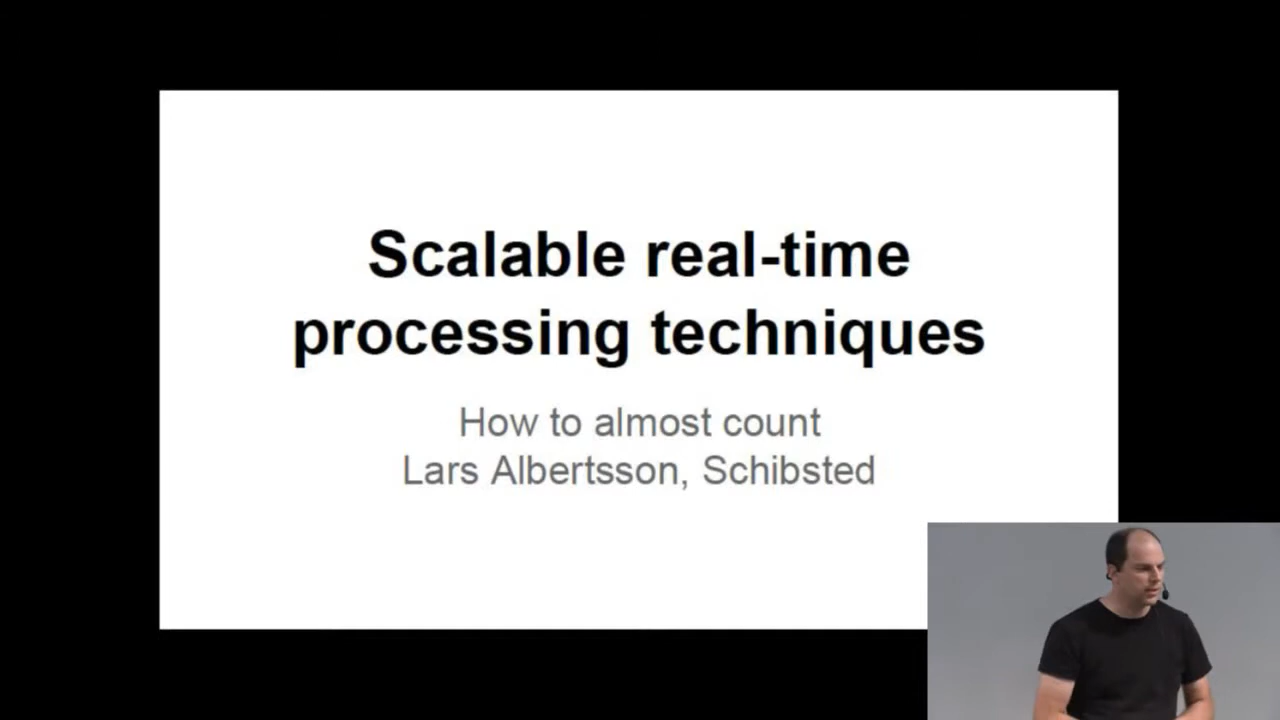 Scalable real-time
processing techniques
How to almost count
Lars Albertsson, Schibsted